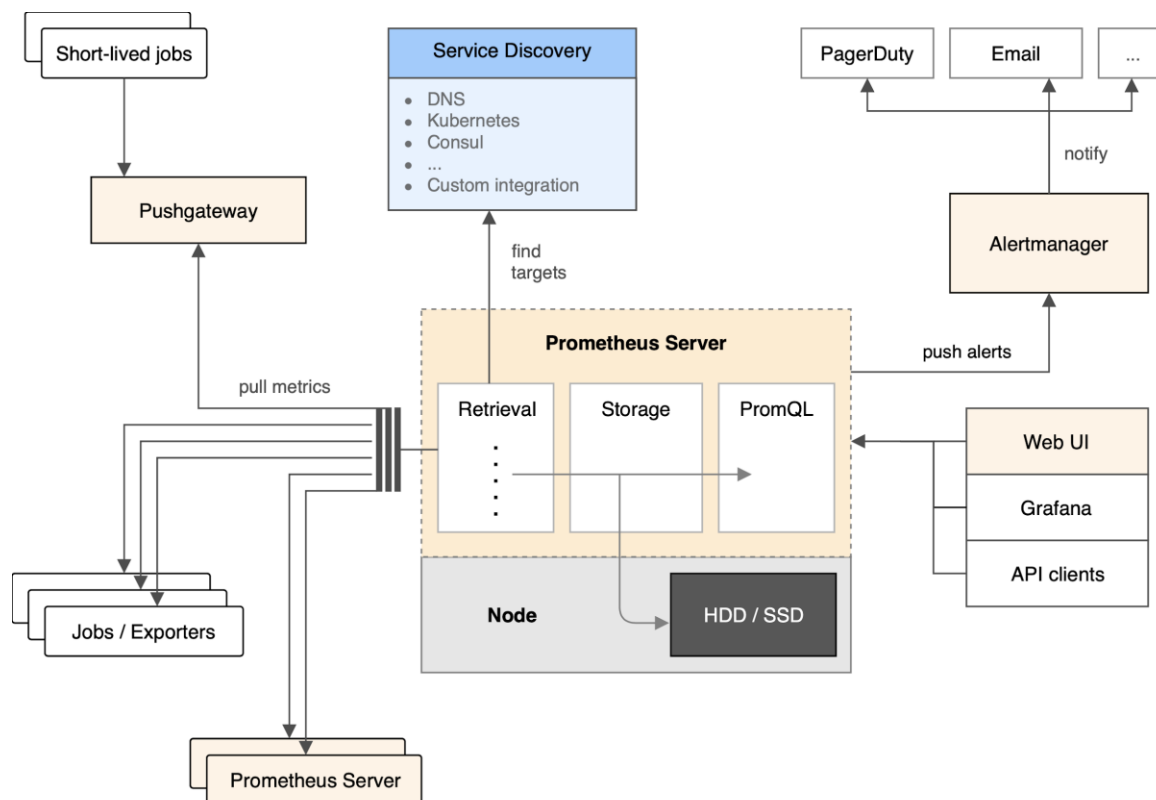 Short-lived jobs
Pushgateway
pull metrics
Jobs / Exporters
Prometheus Server
Service Discovery
• DNS
• Kubernetes
• Consul
• ...
• Custom integration
find
targets
Prometheus Server
Retrieval
Storage
PromQL
Node
HDD / SSD
PagerDuty
Email
...
notify
Alertmanager
push alerts
Web UI
Grafana
API clients